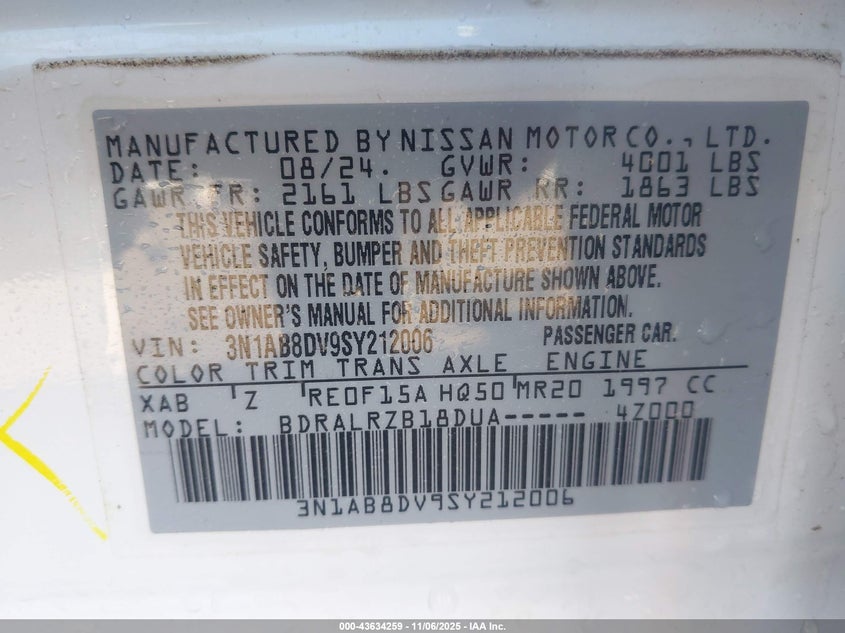 MANUFACTURED BY NISSAN MOTOR CO., LTD.
DATE: 08/24. GVWR: 4001 LBS
GAWR FR: 2161 LBS GAWR RR: 1863 LBS
THIS VEHICLE CONFORMS TO ALL APPLICABLE FEDERAL MOTOR
VEHICLE SAFETY, BUMPER AND THEFT PREVENTION STANDARDS
IN EFFECT ON THE DATE OF MANUFACTURE SHOWN ABOVE.
SEE OWNER'S MANUAL FOR ADDITIONAL INFORMATION.
VIN: 3N1AB8DV9SY212006 PASSENGER CAR.
COLOR TRIM TRANS AXLE ENGINE
XAB Z RE0F15A HQ50 MR20 1997 CC
MODEL: BDRALRZB18DUA----- 4Z000
3N1AB8DV9SY212006
000-43634259 - 11/06/2025 - IAA Inc.